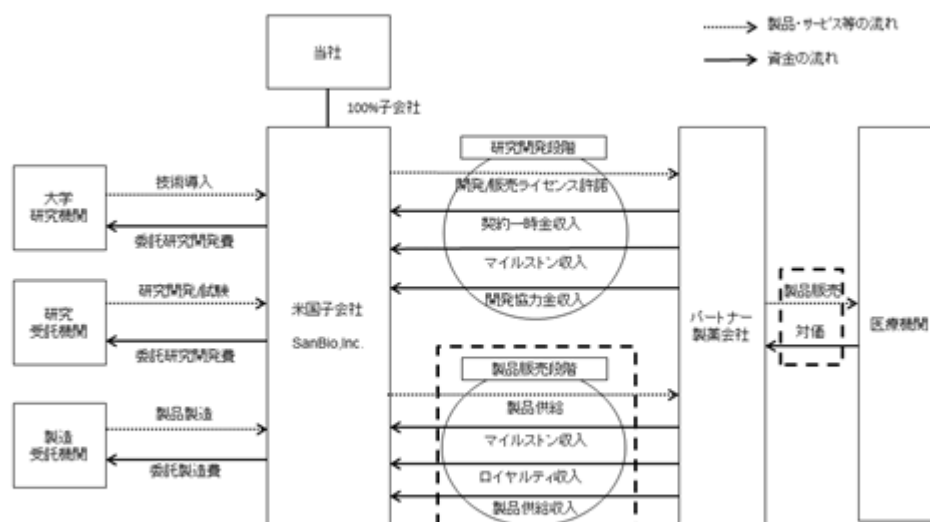 当社
製品・サービス等の流れ
資金の流れ
100%子会社
大学
研究機関
技術導入
委託研究開発費
研究
受託機関
研究開発/試験
委託研究開発費
製造
受託機関
製品製造
委託製造費
米国子会社
SanBio,Inc.
研究開発段階
開発/販売ライセンス許諾
契約一時金収入
マイルストン収入
開発協力金収入
製品販売段階
製品供給
マイルストン収入
ロイヤルティ収入
製品供給収入
パートナー
製薬会社
製品販売
対価
医療機関